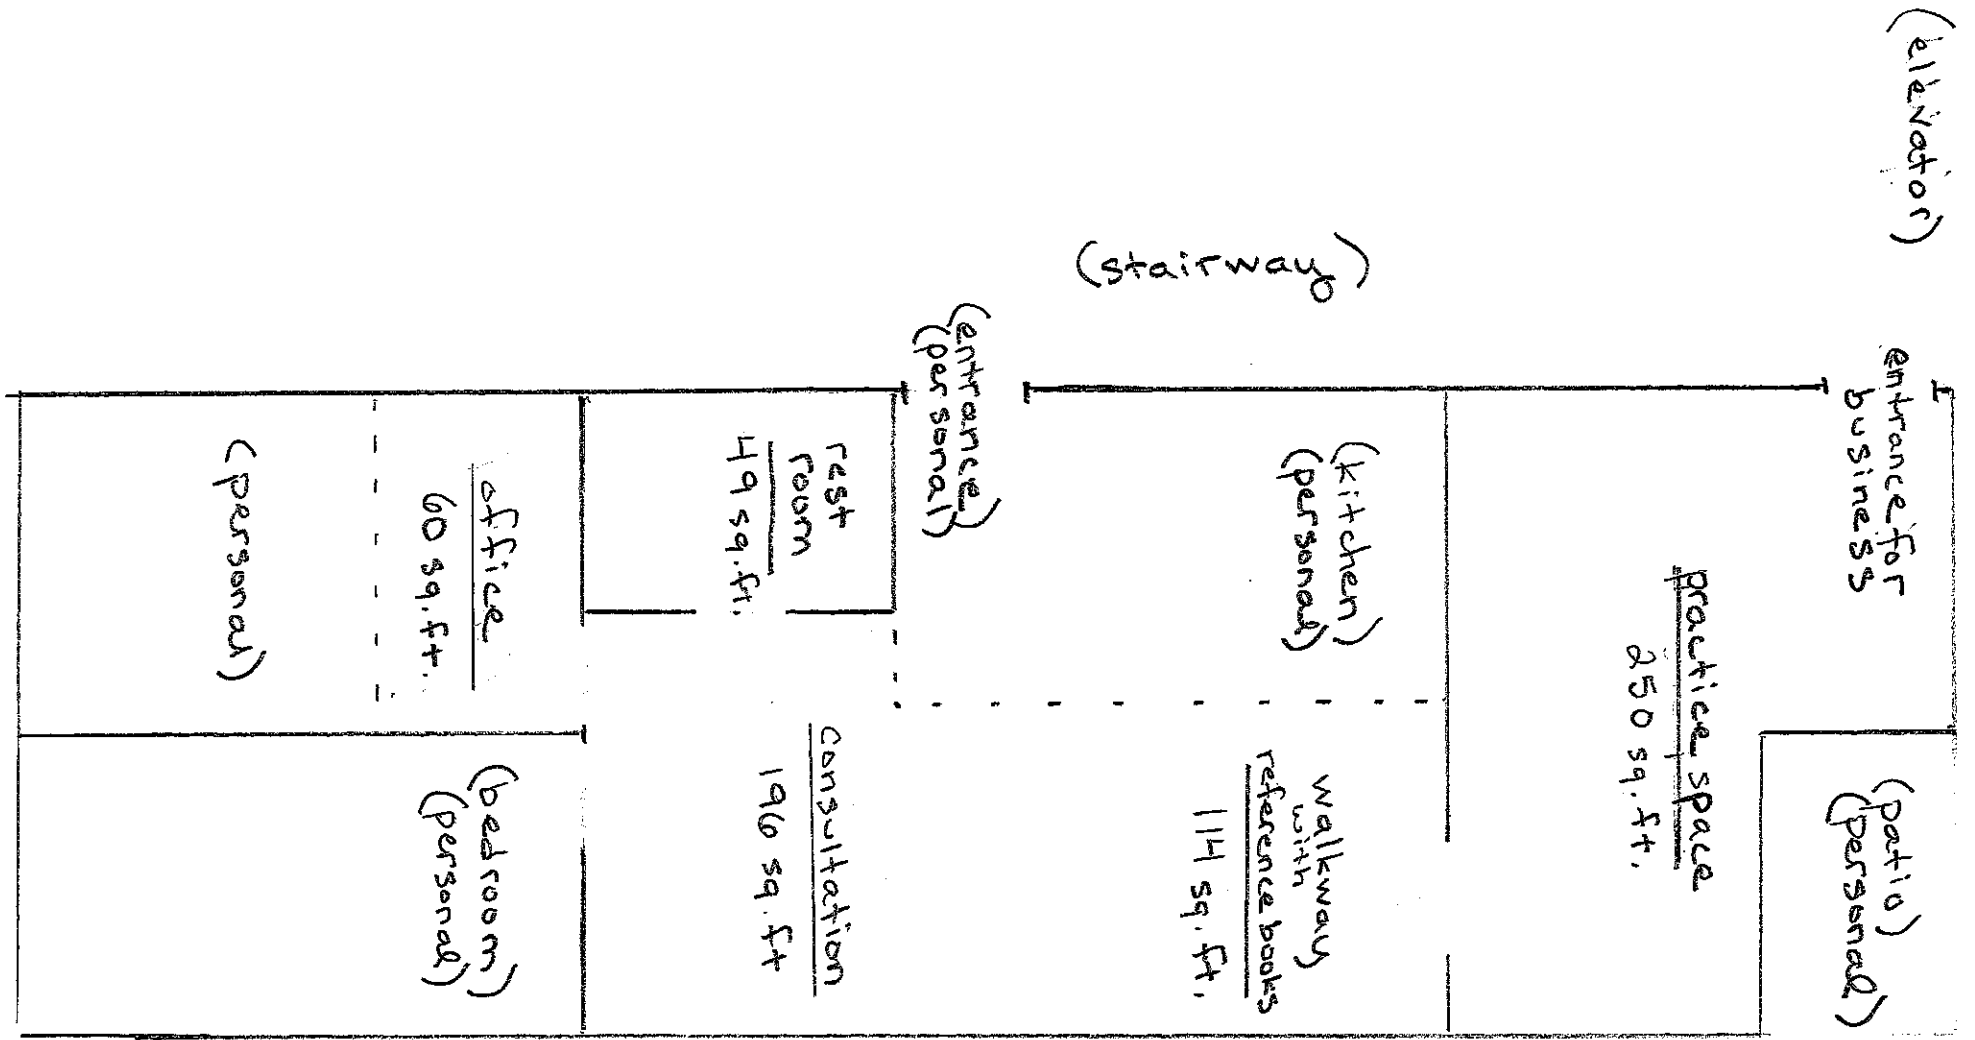 (ellevator)
(stairway)
entrance for
business
(entrance)
(personal)
(patio)
(personal)
practice space
250 sq. ft.
(kitchen)
(personal)
walkway
with
reference books
114 sq. ft.
rest
room
49 sq. ft.
consultation
196 sq. ft
office
60 sq. ft.
(personal)
(bedroom)
(personal)